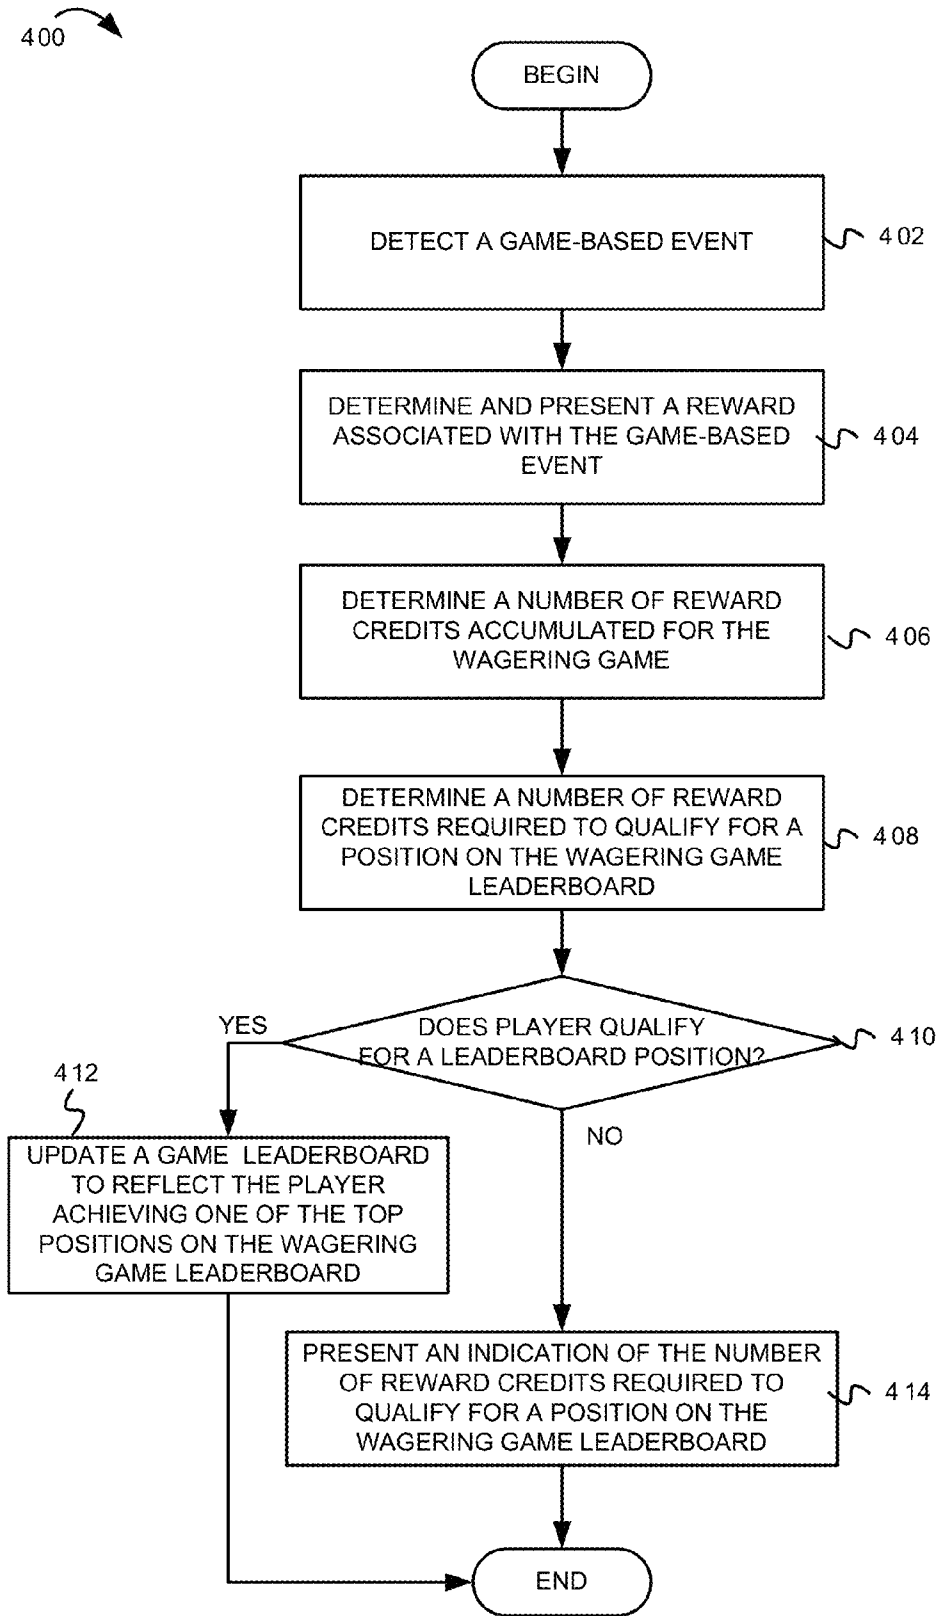 400
BEGIN
DETECT A GAME-BASED EVENT
402
DETERMINE AND PRESENT A REWARD
ASSOCIATED WITH THE GAME-BASED
EVENT
404
DETERMINE A NUMBER OF REWARD
CREDITS ACCUMULATED FOR THE
WAGERING GAME
406
DETERMINE A NUMBER OF REWARD
CREDITS REQUIRED TO QUALIFY FOR A
POSITION ON THE WAGERING GAME
LEADERBOARD
408
YES
DOES PLAYER QUALIFY
FOR A LEADERBOARD POSITION?
410
412
NO
UPDATE A GAME LEADERBOARD
TO REFLECT THE PLAYER
ACHIEVING ONE OF THE TOP
POSITIONS ON THE WAGERING
GAME LEADERBOARD
PRESENT AN INDICATION OF THE NUMBER
OF REWARD CREDITS REQUIRED TO
QUALIFY FOR A POSITION ON THE
WAGERING GAME LEADERBOARD
414
END